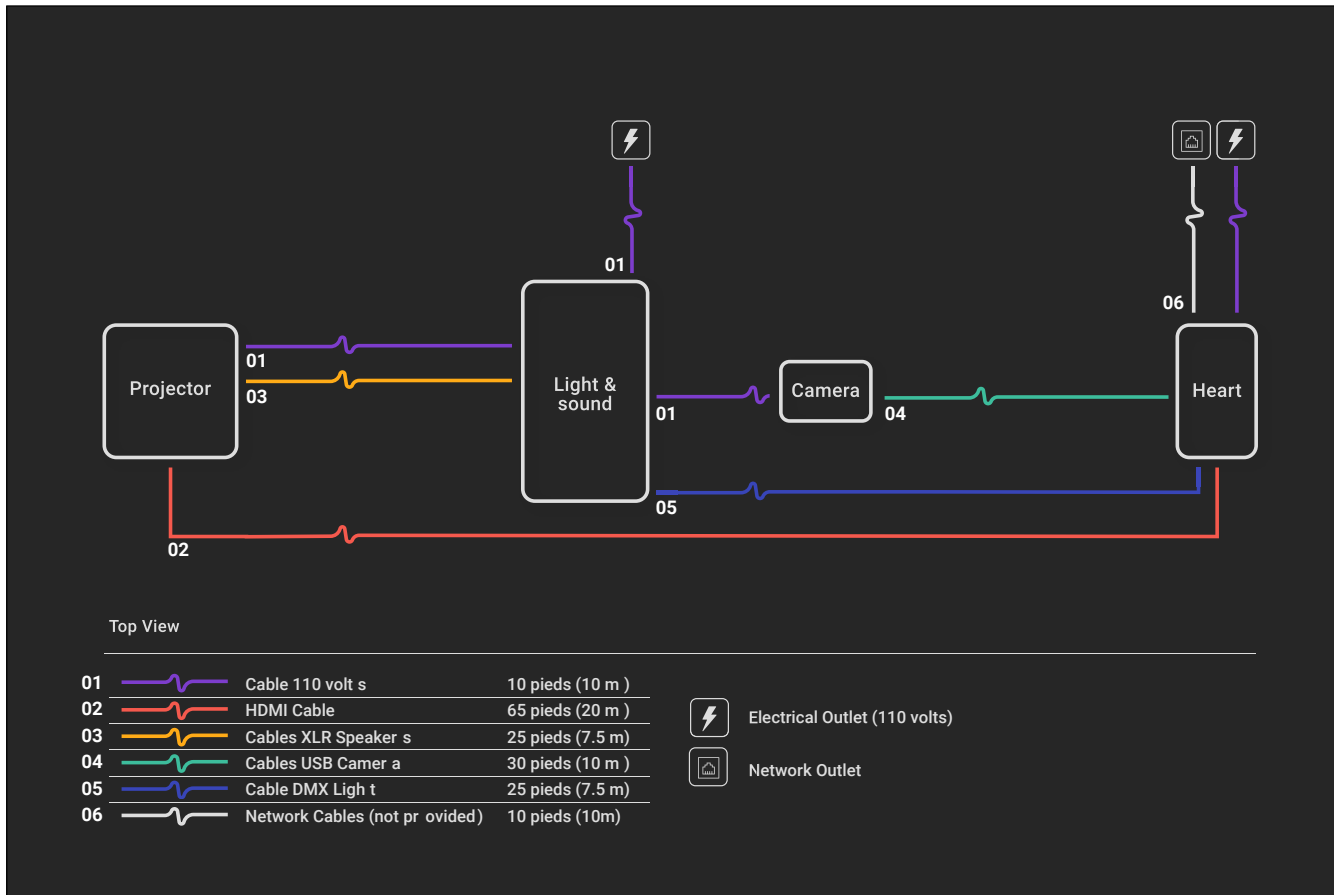 01
06
Projector
01
03
Light &
sound
01
Camera
04
Heart
05
02
Top View
01 Cable 110 volt s 10 pieds (10 m )
02 HDMI Cable 65 pieds (20 m )
03 Cables XLR Speaker s 25 pieds (7.5 m)
04 Cables USB Camer a 30 pieds (10 m )
05 Cable DMX Ligh t 25 pieds (7.5 m)
06 Network Cables (not pr ovided) 10 pieds (10m)
Electrical Outlet (110 volts)
Network Outlet